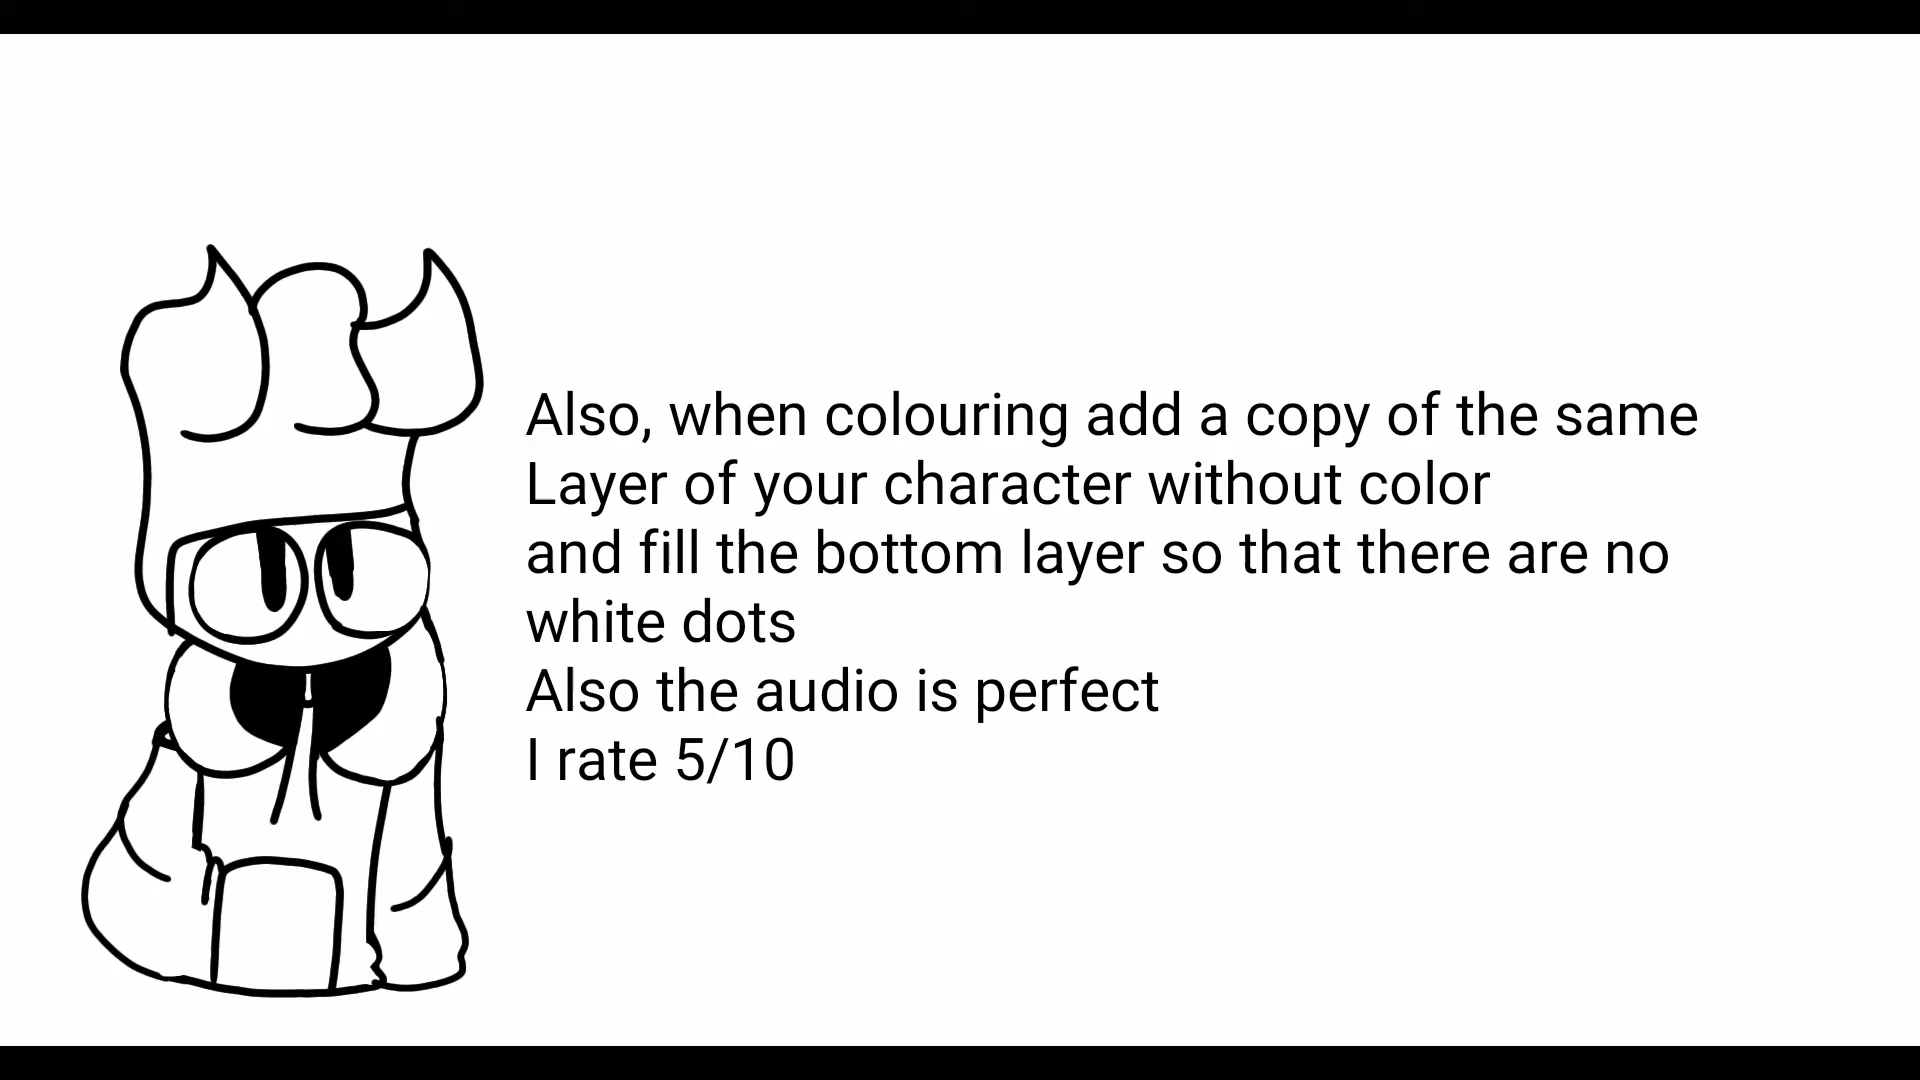 Also, when colouring add a copy of the same
Layer of your character without color
and fill the bottom layer so that there are no
white dots
Also the audio is perfect
I rate 5/10